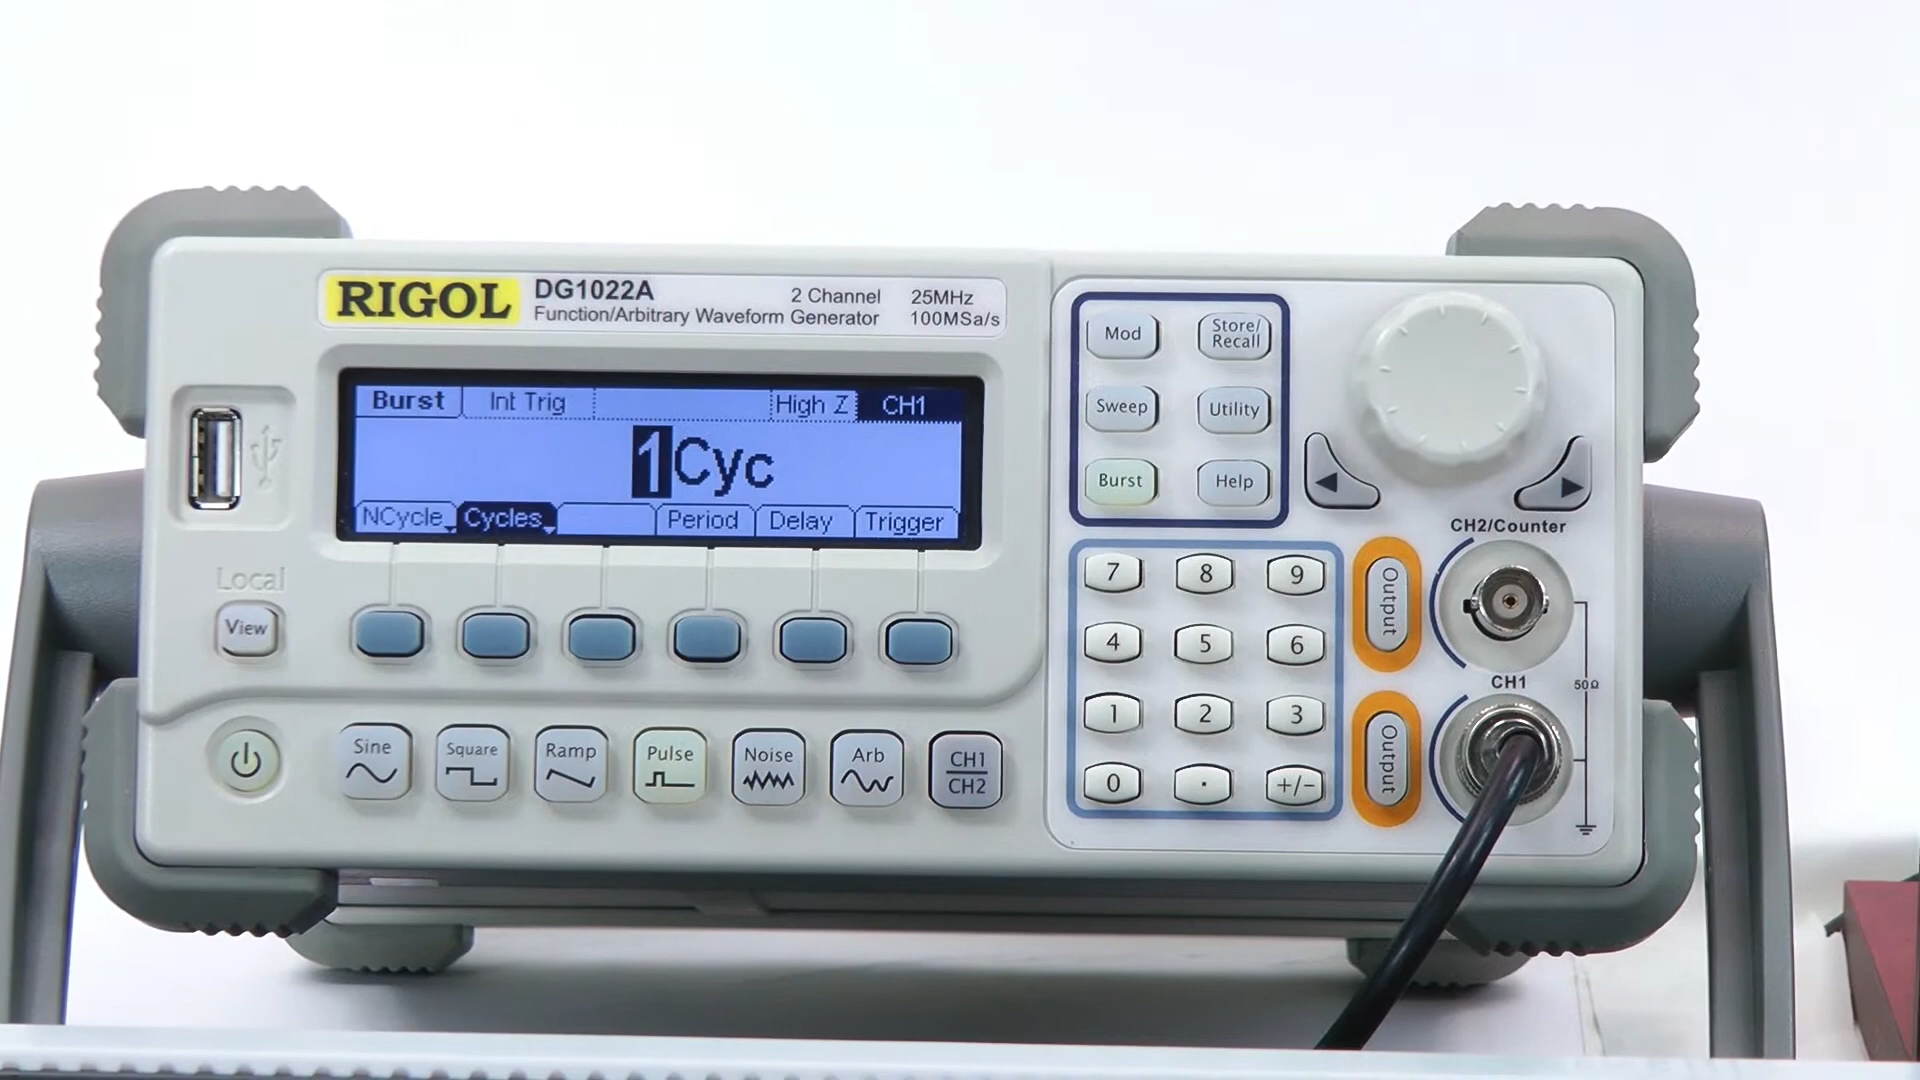 RIGOL
DG1022A 2 Channel 25MHz
Function/Arbitrary Waveform Generator 100MSa/s
Burst Int Trig High Z CH1
1Cyc
NCycle Cycles Period Delay Trigger
Local
View
Sine Square Ramp Pulse Noise Arb CH1
CH2
Mod Store/
Recall
Sweep Utility
Burst Help
7 8 9
4 5 6
1 2 3
0 . +/-
Output
Output
CH2/Counter
CH1
50Ω